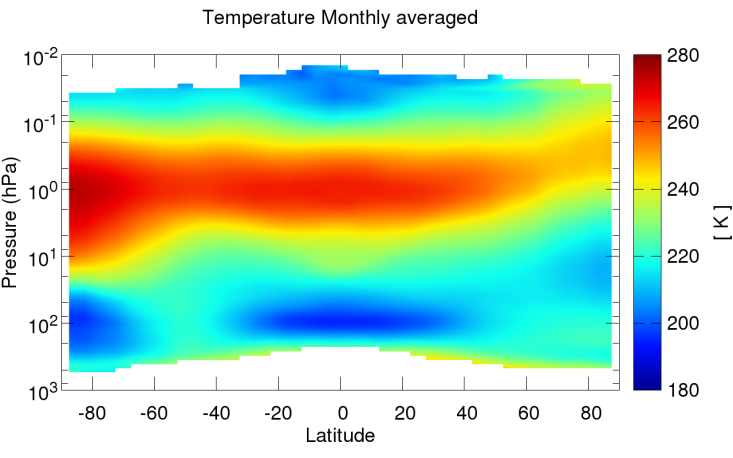 Temperature Monthly averaged
10-2
10-1
100
101
102
103
Pressure (hPa)
-80 -60 -40 -20 0 20 40 60 80
Latitude
280
260
240
220
200
180
[ K ]